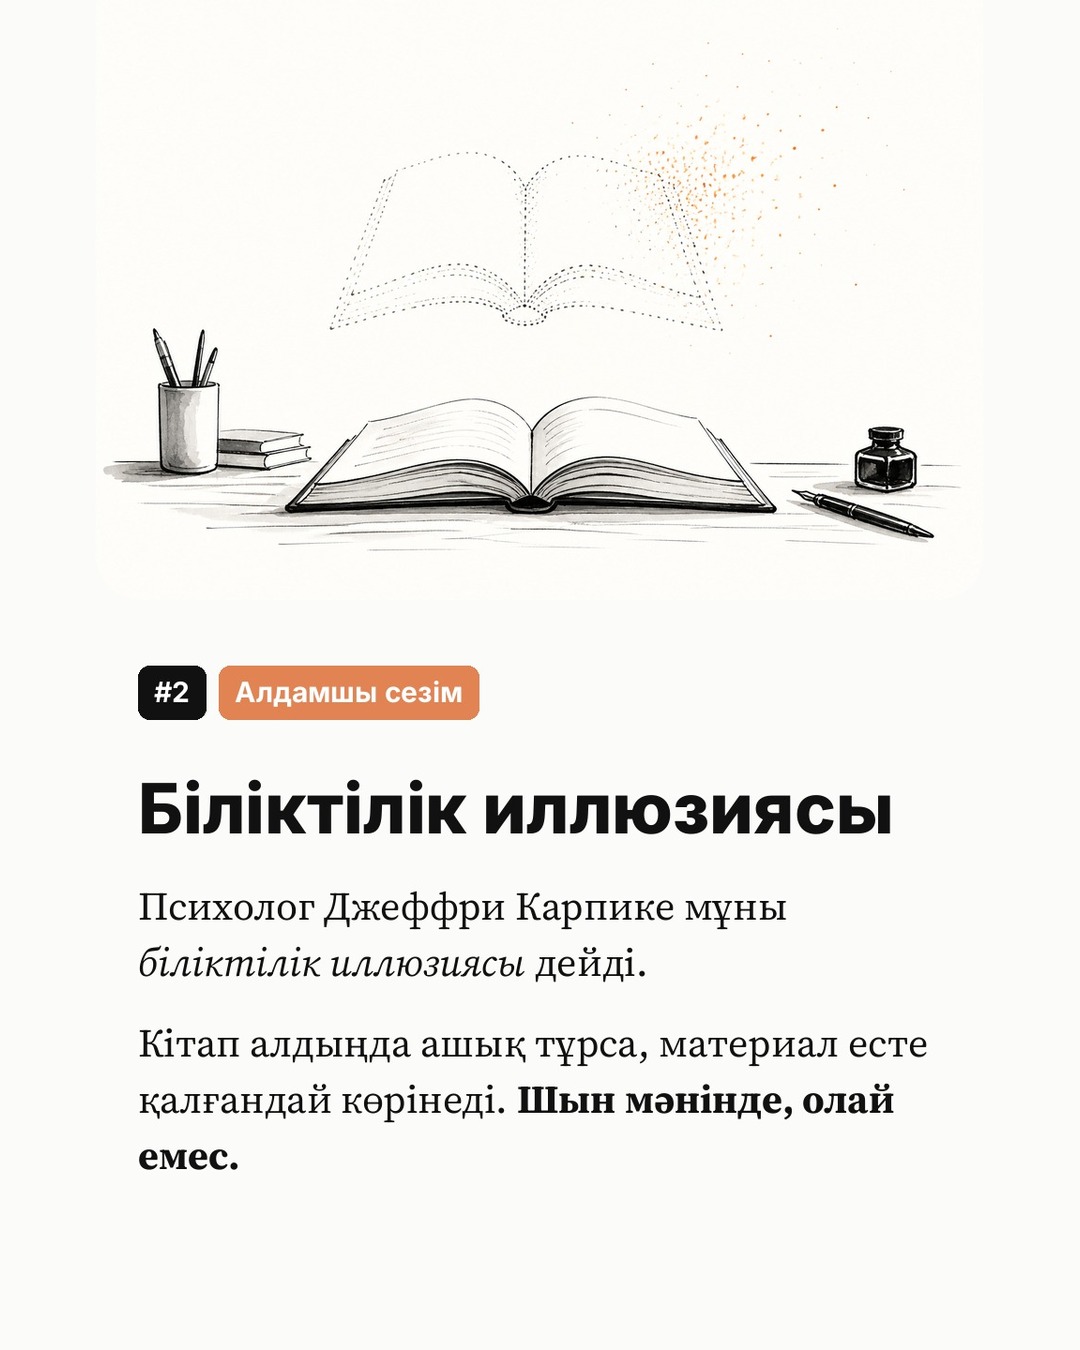 #2 Алдамшы сезім
Біліктілік иллюзиясы
Психолог Джеффри Карпике мұны
біліктілік иллюзиясы дейді.
Кітап алдыңда ашық тұрса, материал есте
қалғандай көрінеді. Шын мәнінде, олай
емес.